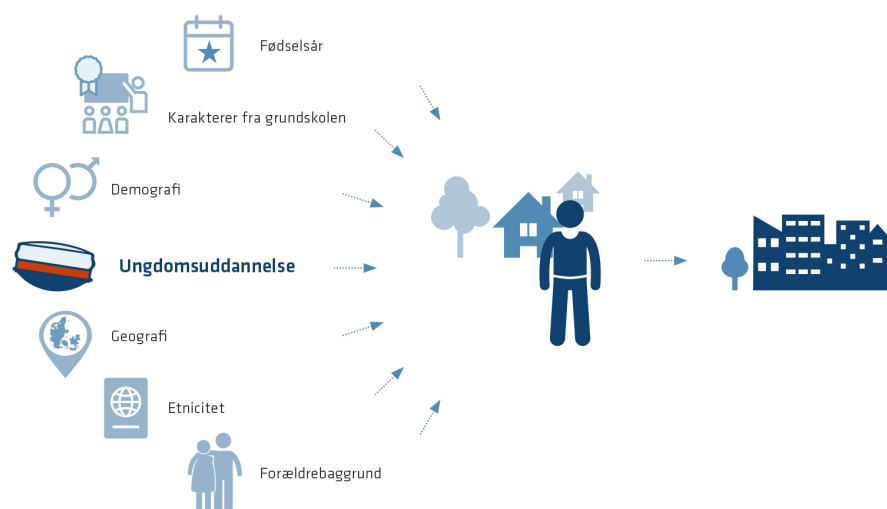 Fødselsår
Karakterer fra grundskolen
Demografi
Ungdomsuddannelse
Geografi
Etnicitet
Forældrebaggrund